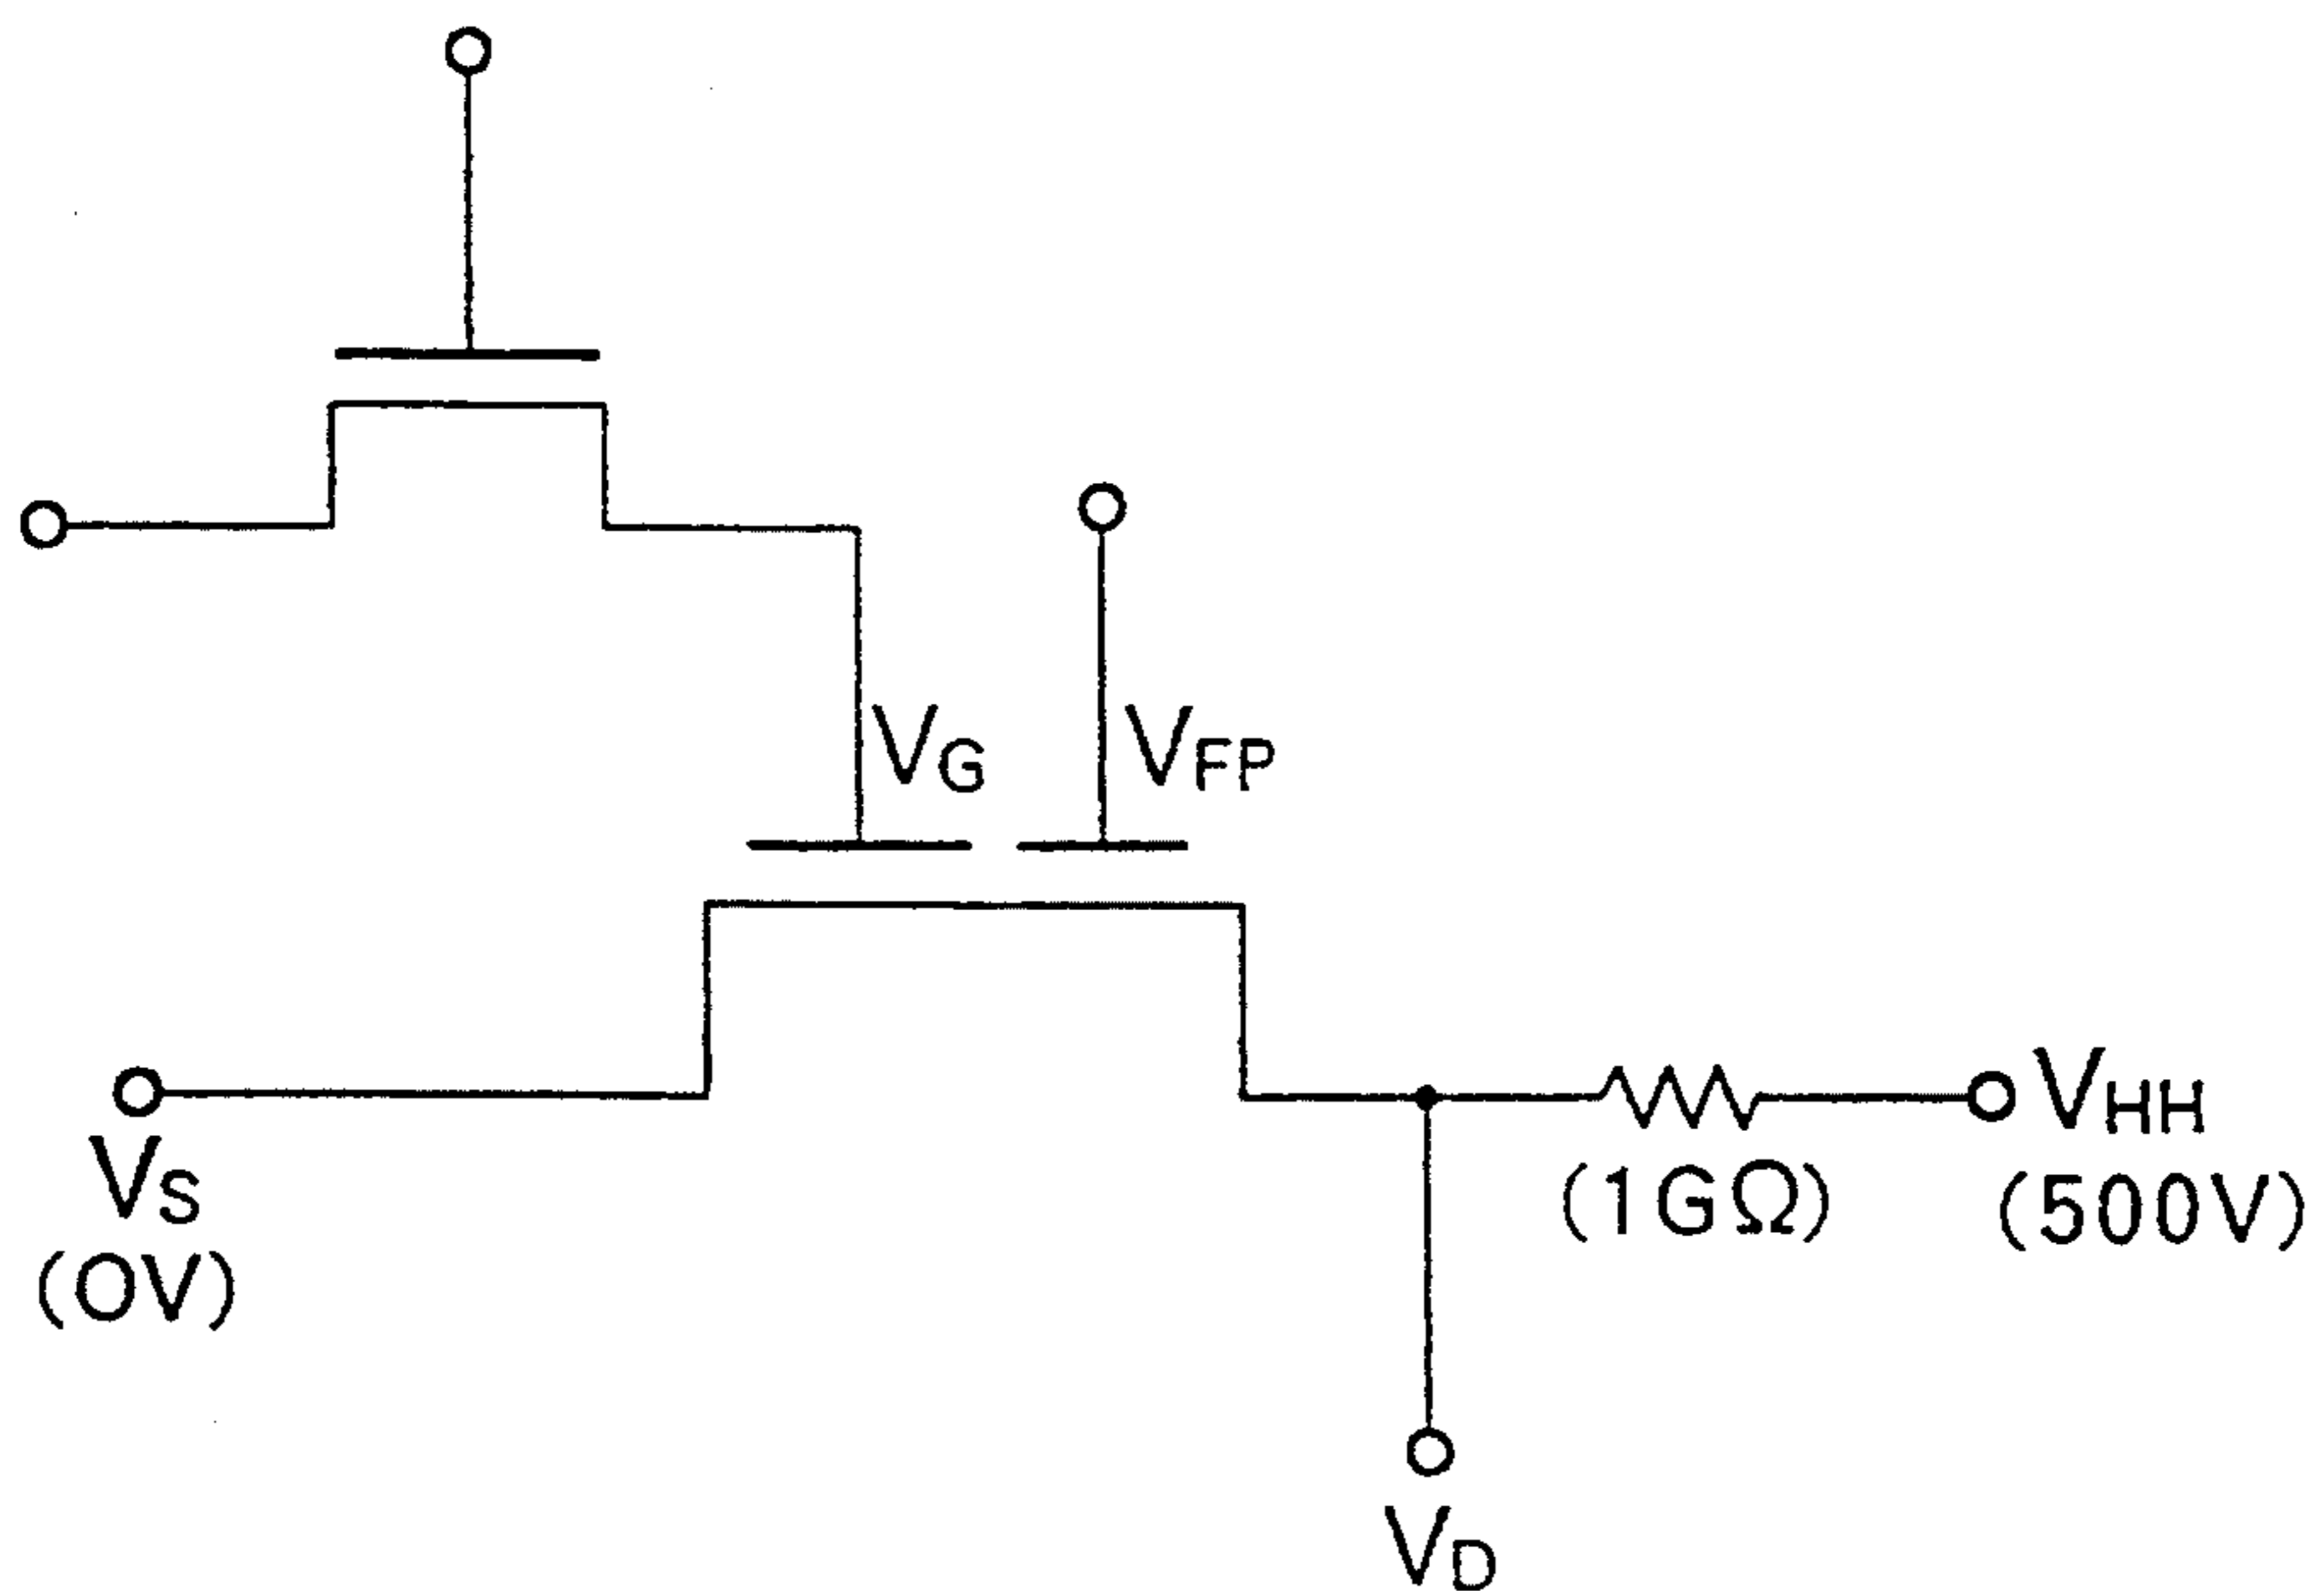 VG
VFP
VHH
(1GΩ)
(500V)
VS
(0V)
VD